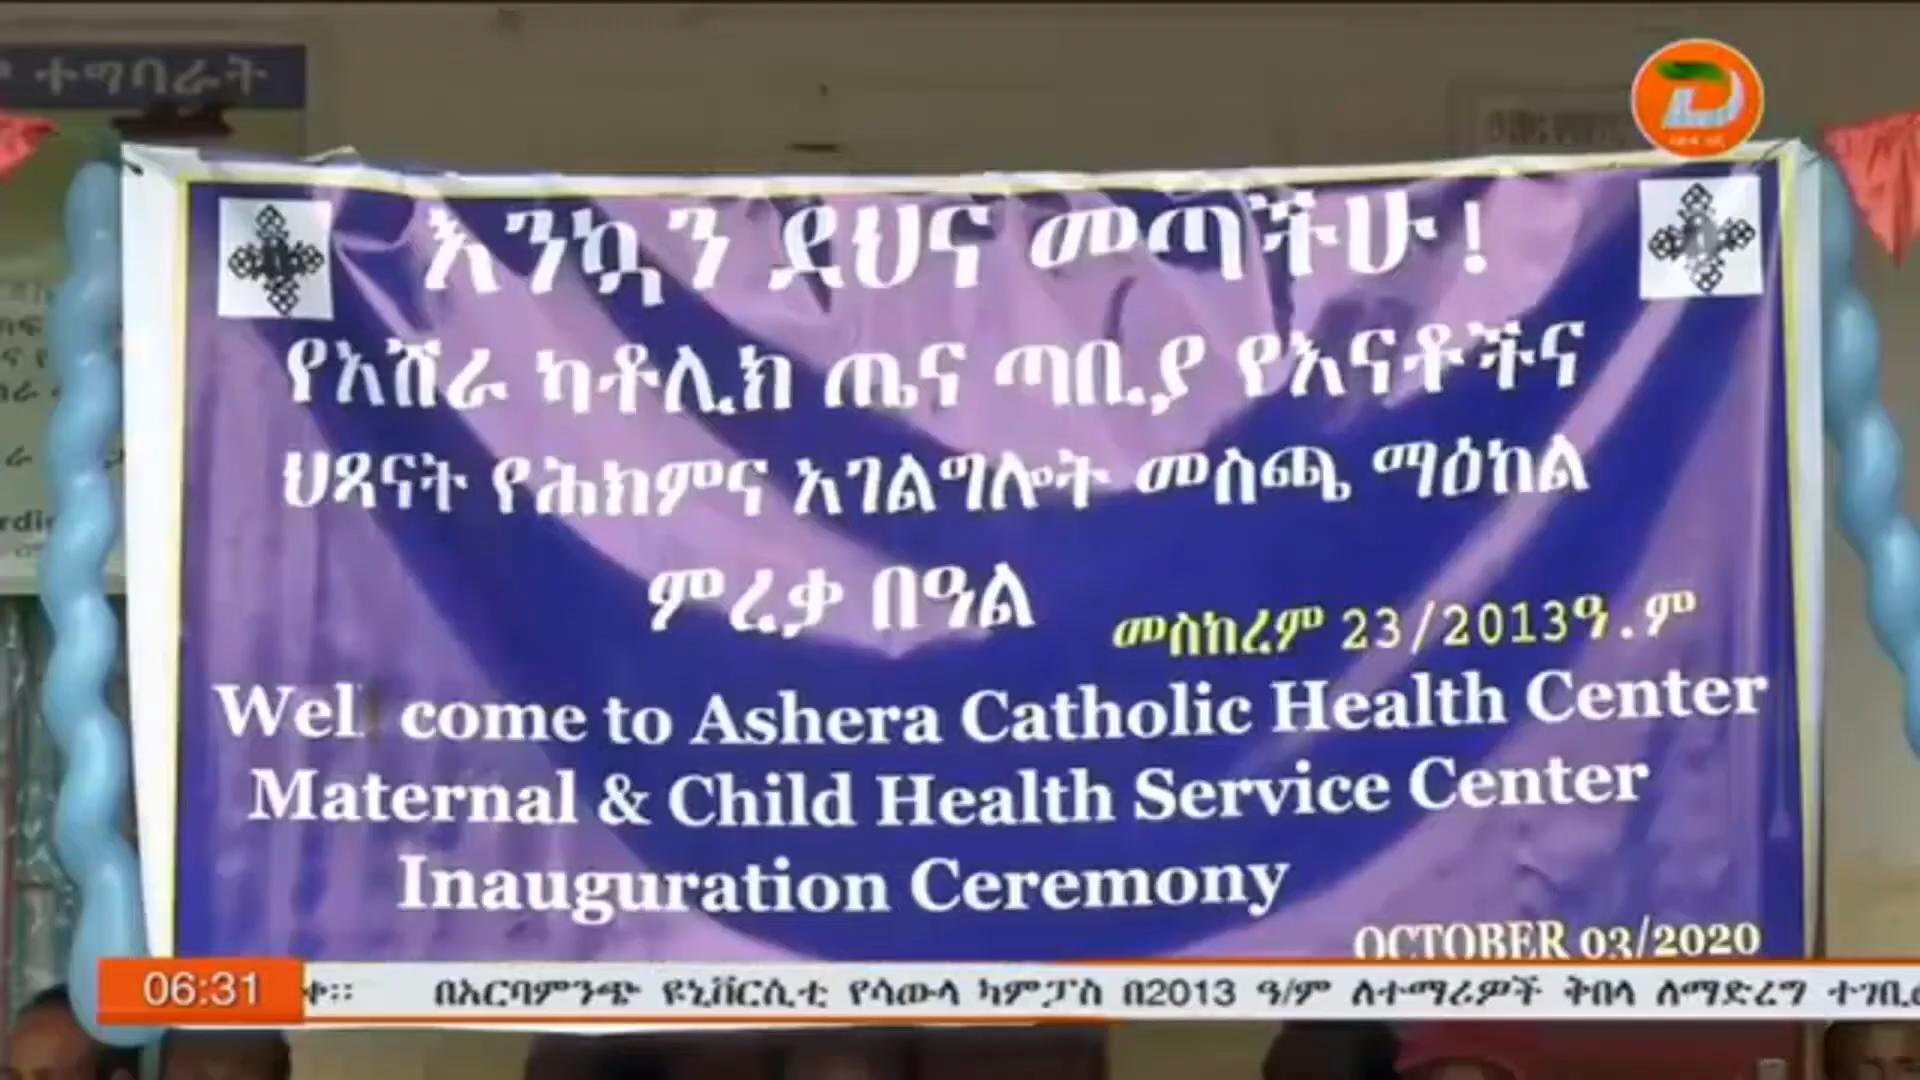 ተግባራት
እንኳን ደህና መጣችሁ!
የአሽራ ካቶሊክ ጤና ጣቢያ የእናቶችና
ህጻናት የሕክምና አገልግሎት መስጫ ማዕከል
ምረቃ በዓል
መስከረም 23/2013ዓ.ም
Wel come to Ashera Catholic Health Center
Maternal & Child Health Service Center
Inauguration Ceremony
OCTOBER 03/2020
06:31 ቀ፡፡ በአርባምንጭ ዩኒቨርሲቲ የሳውላ ካምፓስ በ2013 ዓ/ም ለተማሪዎች ቅበላ ለማድረግ